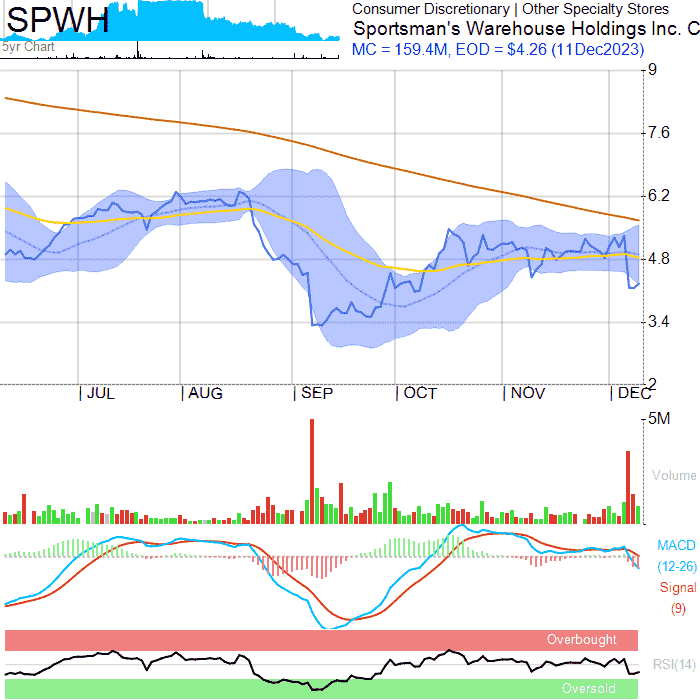 SPWH
5yr Chart
Consumer Discretionary | Other Specialty Stores
Sportsman's Warehouse Holdings Inc. C
MC = 159.4M, EOD = $4.26 (11Dec2023)
9
7.6
6.2
4.8
3.4
2
| JUL | AUG | SEP | OCT | NOV | DEC
5M
Volume
MACD
(12-26)
Signal
(9)
Overbought
RSI(14)
Oversold